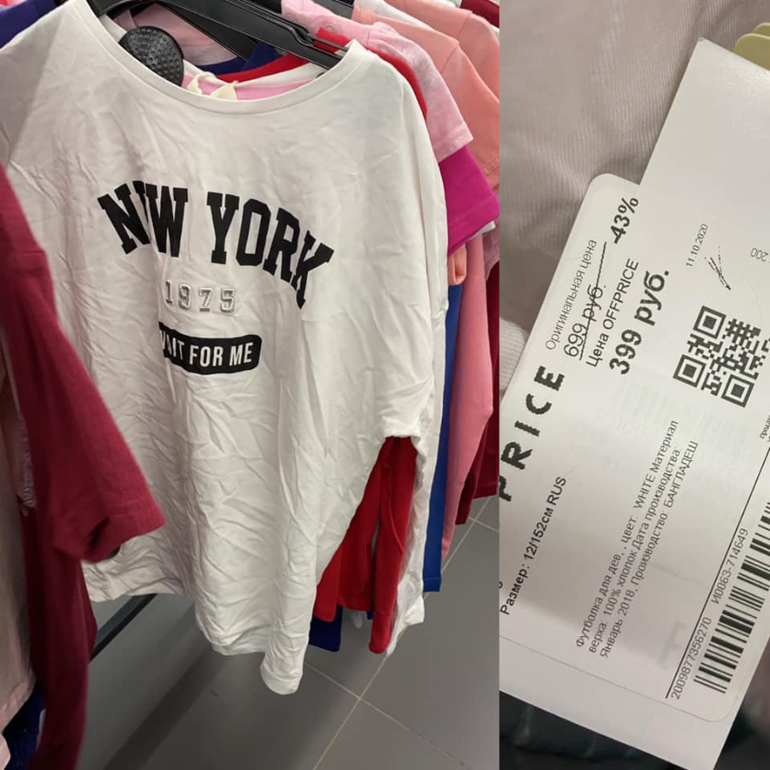 NEW YORK
1975
WAIT FOR ME
PRICE
Оригинальная цена
699 руб. -43%
Цена OFFPRICE
399 руб.
11.10.2020
200
Размер: 12/152см RUS
Футболка для дев., , цвет: WHITE Материал
верха: 100% хлопок Дата производства
Январь 2018, Производство: БАНГЛАДЕШ
2009877356270 И0063-714649